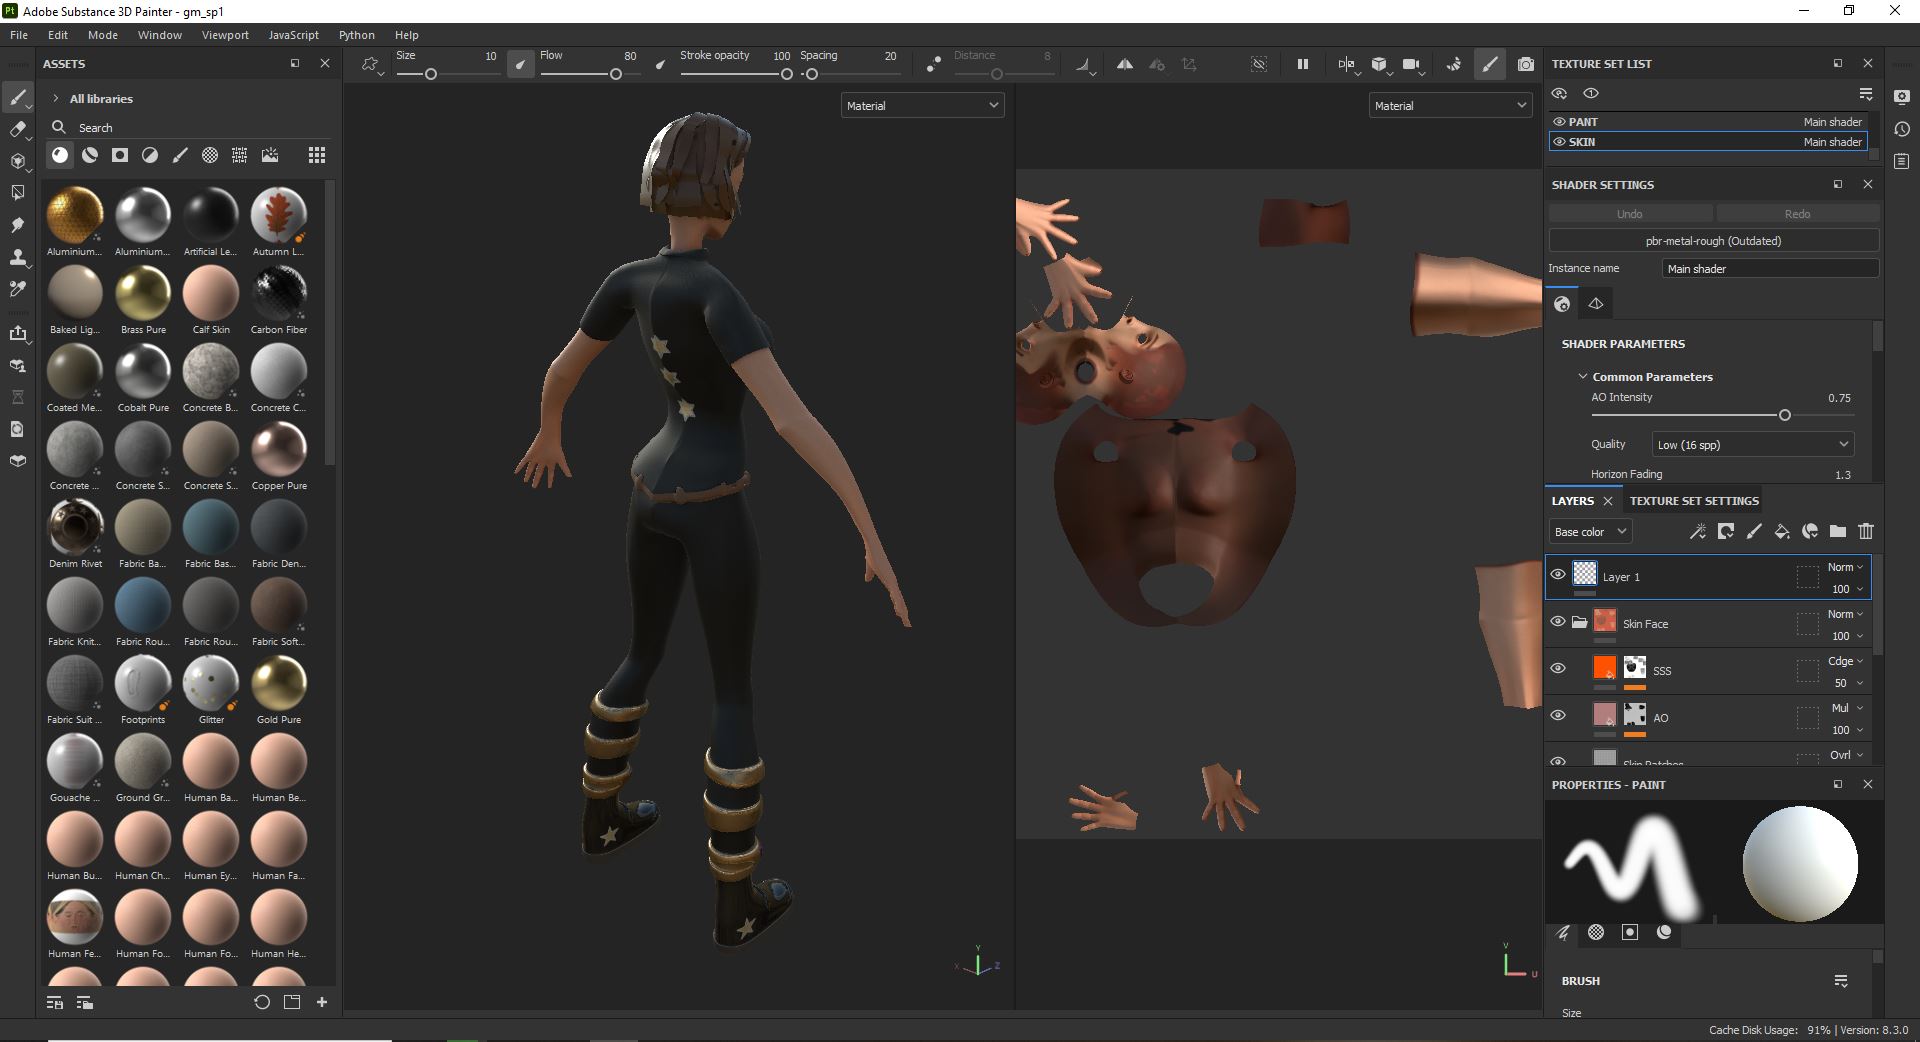 Pt Adobe Substance 3D Painter - gm_sp1
File Edit Mode Window Viewport JavaScript Python Help
ASSETS
All libraries
Search
Aluminium... Aluminium... Artificial Le... Autumn L...
Baked Lig... Brass Pure Calf Skin Carbon Fiber
Coated Me... Cobalt Pure Concrete B... Concrete C...
Concrete ... Concrete S... Concrete S... Copper Pure
Denim Rivet Fabric Ba... Fabric Bas... Fabric Den...
Fabric Knit... Fabric Rou... Fabric Rou... Fabric Soft...
Fabric Suit ... Footprints Glitter Gold Pure
Gouache ... Ground Gr... Human Ba... Human Be...
Human Bu... Human Ch... Human Ey... Human Fa...
Human Fe... Human Fo... Human Fo... Human He...
Size 10 Flow 80 Stroke opacity 100 Spacing 20 Distance 8
Material
Material
Y
X Z
V
U
TEXTURE SET LIST
PANT Main shader
SKIN Main shader
SHADER SETTINGS
Undo Redo
pbr-metal-rough (Outdated)
Instance name Main shader
SHADER PARAMETERS
Common Parameters
AO Intensity 0.75
Quality Low (16 spp)
Horizon Fading 1.3
LAYERS TEXTURE SET SETTINGS
Base color
Layer 1 Norm 100
Skin Face Norm 100
SSS Cdge 50
AO Mul 100
Skin Patches Ovrl
PROPERTIES - PAINT
BRUSH
Size
Cache Disk Usage: 91% | Version: 8.3.0